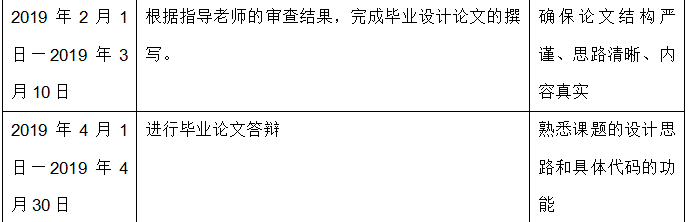 2019 年 2 月 1
日－2019 年 3
月 10 日
根据指导老师的审查结果，完成毕业设计论文的撰
写。
确保论文结构严
谨、思路清晰、内
容真实
2019 年 4 月 1
日－2019 年 4
月 30 日
进行毕业论文答辩
熟悉课题的设计思
路和具体代码的功
能